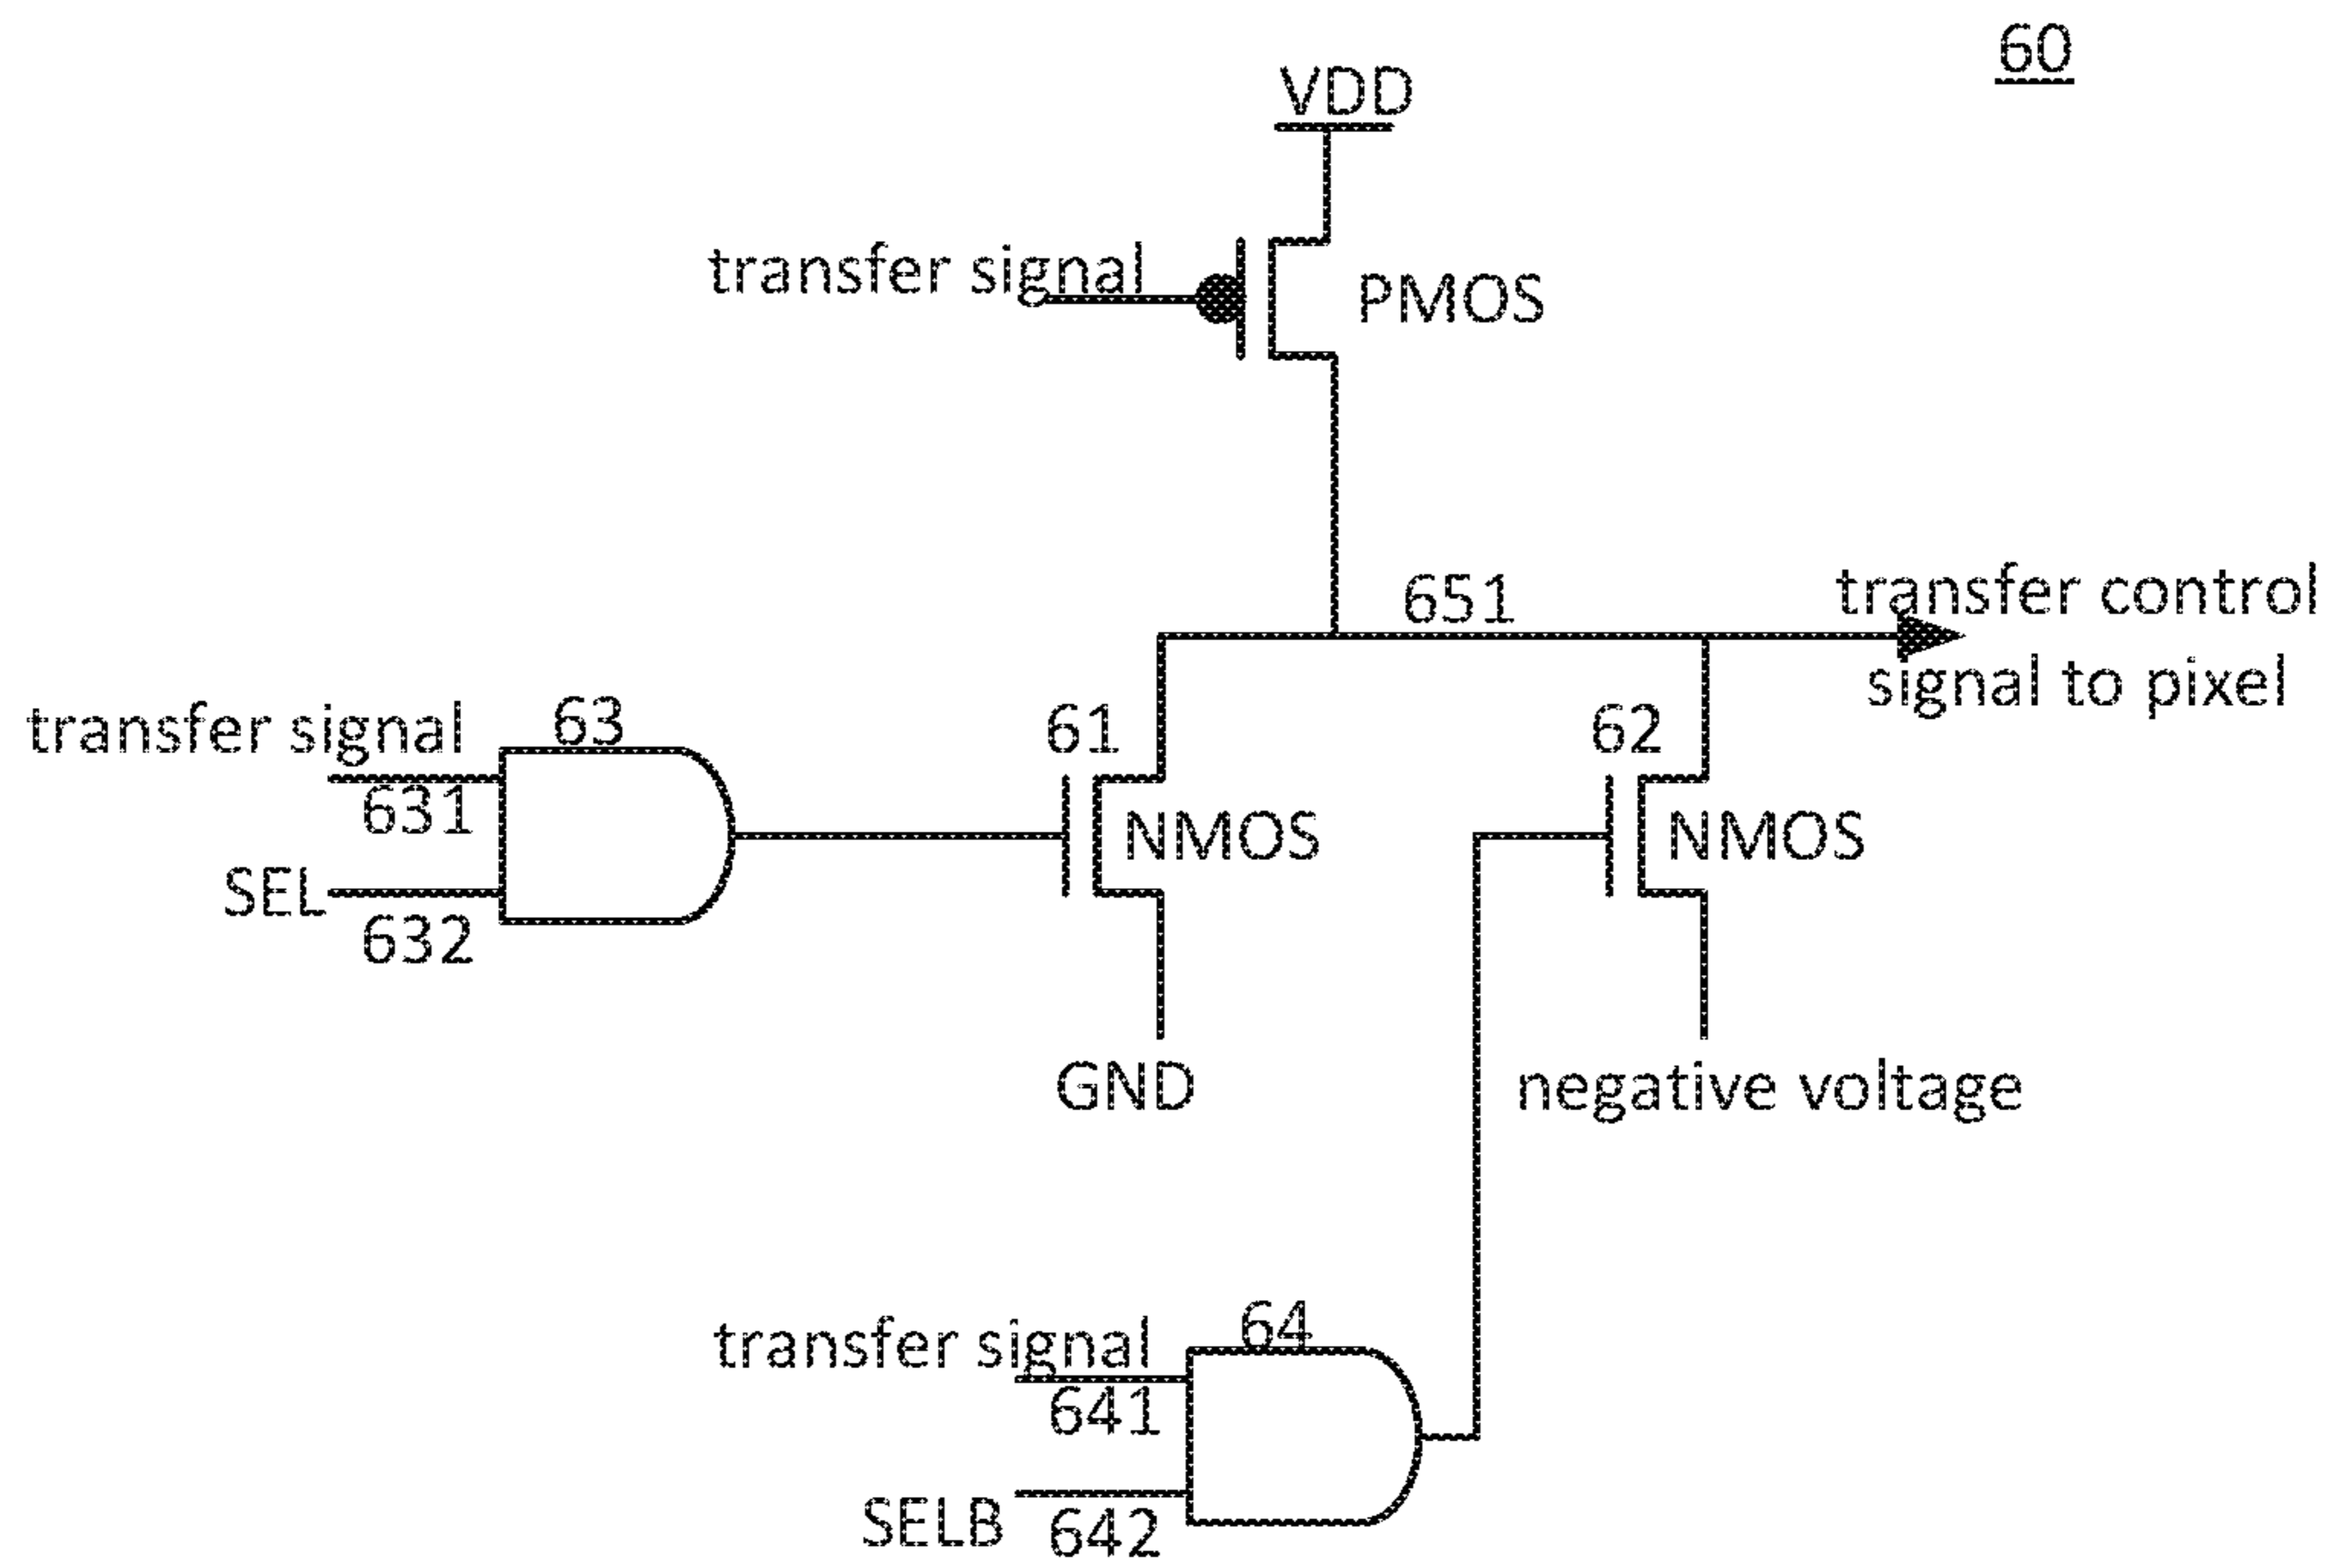 60
VDD
transfer signal
PMOS
651
transfer control
signal to pixel
transfer signal
63
61
62
631
NMOS
NMOS
SEL
632
GND
negative voltage
64
transfer signal
641
SELB
642